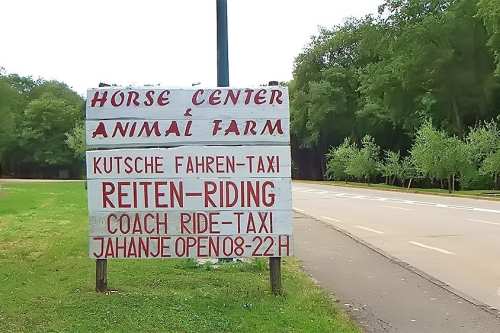 HORSE CENTER
&
ANIMAL FARM
KUTSCHE FAHREN-TAXI
REITEN-RIDING
COACH RIDE-TAXI
JAHANJE OPEN 08-22 H